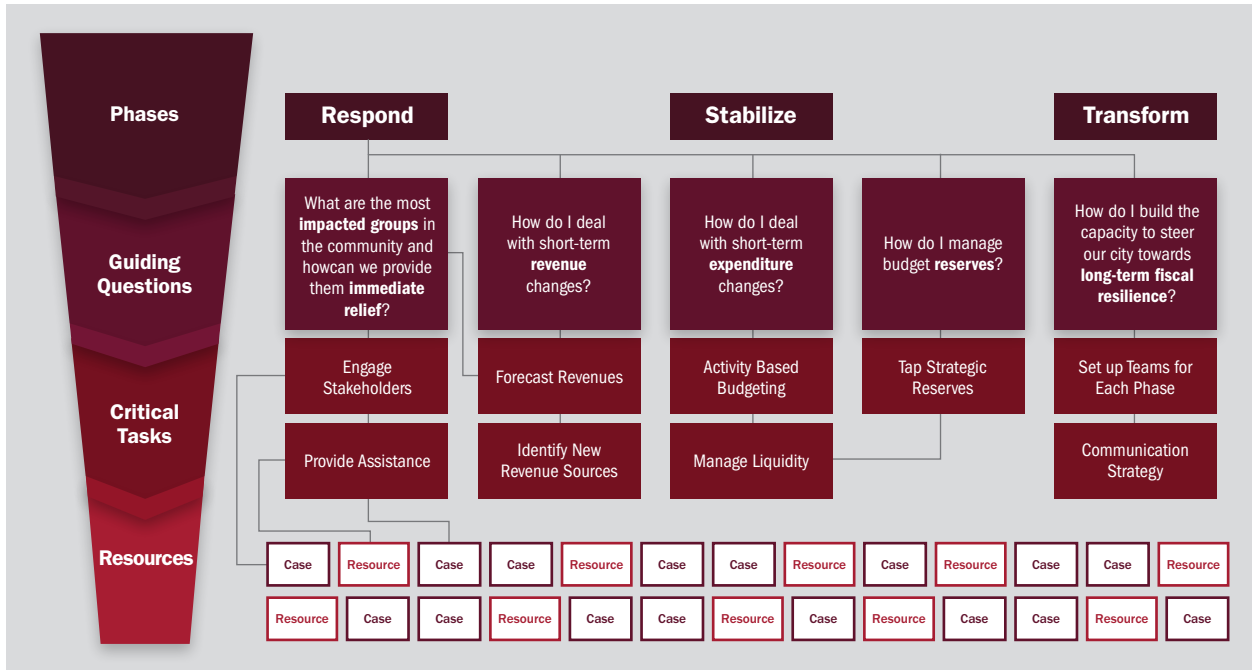 Phases
Guiding
Questions
Critical
Tasks
Resources
Respond
Stabilize
Transform
What are the most
impacted groups in
the community and
howcan we provide
them immediate
relief?
How do I deal
with short-term
revenue
changes?
How do I deal
with short-term
expenditure
changes?
How do I manage
budget reserves?
How do I build the
capacity to steer
our city towards
long-term fiscal
resilience?
Engage
Stakeholders
Forecast Revenues
Activity Based
Budgeting
Tap Strategic
Reserves
Set up Teams for
Each Phase
Provide Assistance
Identify New
Revenue Sources
Manage Liquidity
Communication
Strategy
Case Resource Case Case Resource Case Case Resource Case Resource Case Case Resource
Resource Case Case Resource Case Case Resource Case Resource Case Case Resource Case